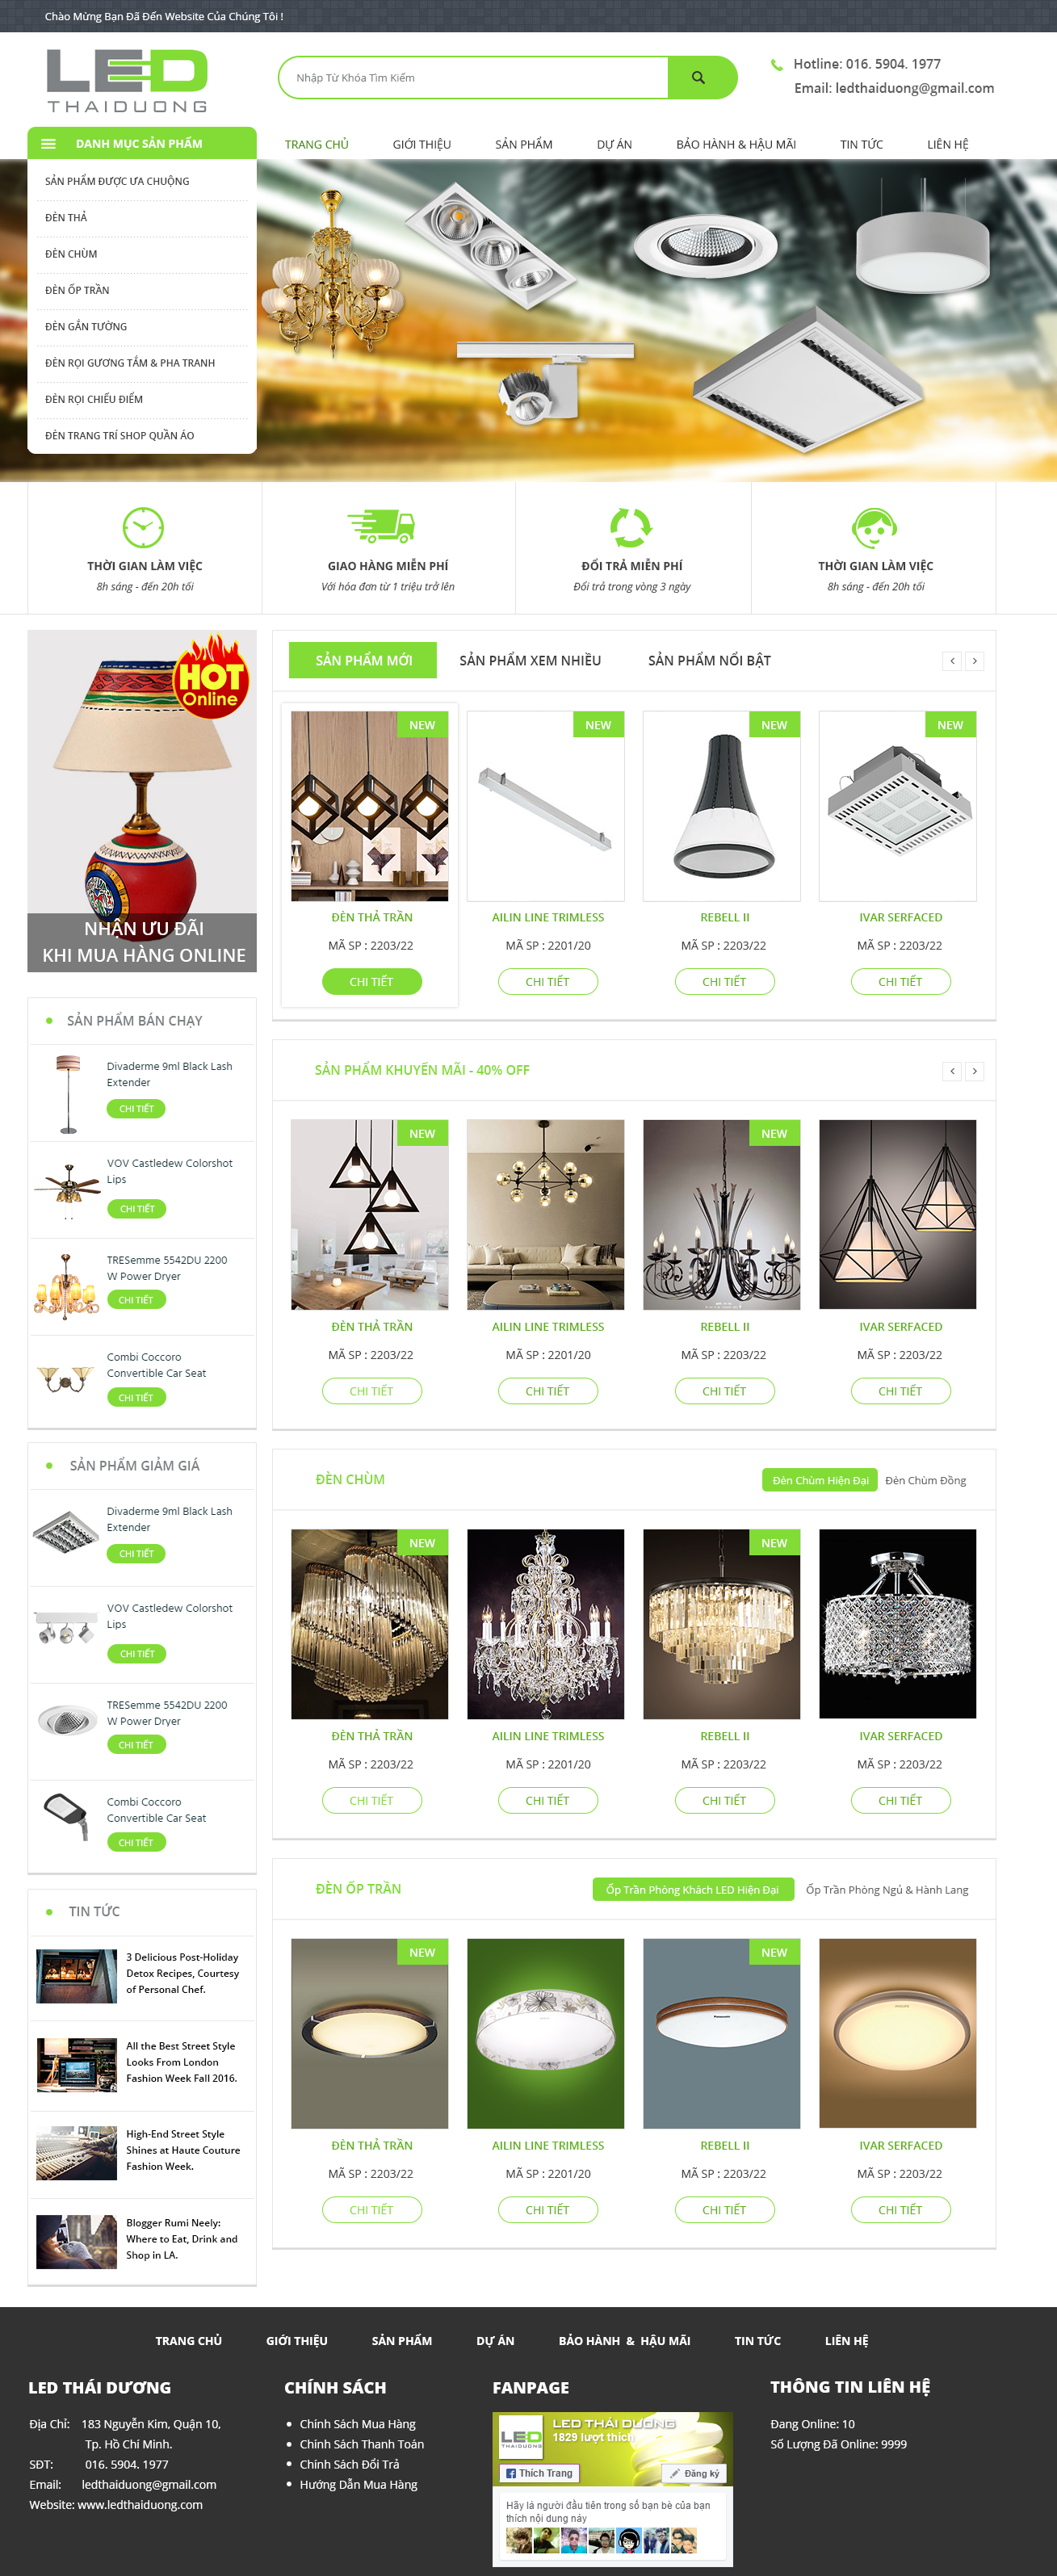 Chào Mừng Bạn Đã Đến Website Của Chúng Tôi !
LED
THAIDUONG
Nhập Từ Khóa Tìm Kiếm
Hotline: 016. 5904. 1977
Email: ledthaiduong@gmail.com
DANH MỤC SẢN PHẨM
TRANG CHỦ
GIỚI THIỆU
SẢN PHẨM
DỰ ÁN
BẢO HÀNH & HẬU MÃI
TIN TỨC
LIÊN HỆ
SẢN PHẨM ĐƯỢC ƯA CHUỘNG
ĐÈN THẢ
ĐÈN CHÙM
ĐÈN ỐP TRẦN
ĐÈN GẮN TƯỜNG
ĐÈN RỌI GƯƠNG TẮM & PHA TRANH
ĐÈN RỌI CHIẾU ĐIỂM
ĐÈN TRANG TRÍ SHOP QUẦN ÁO
THỜI GIAN LÀM VIỆC
8h sáng - đến 20h tối
GIAO HÀNG MIỄN PHÍ
Với hóa đơn từ 1 triệu trở lên
ĐỔI TRẢ MIỄN PHÍ
Đổi trả trong vòng 3 ngày
THỜI GIAN LÀM VIỆC
8h sáng - đến 20h tối
HOT
Online
NHẬN ƯU ĐÃI
KHI MUA HÀNG ONLINE
SẢN PHẨM MỚI
SẢN PHẨM XEM NHIỀU
SẢN PHẨM NỔI BẬT
NEW
NEW
NEW
NEW
ĐÈN THẢ TRẦN
AILIN LINE TRIMLESS
REBELL II
IVAR SERFACED
MÃ SP : 2203/22
MÃ SP : 2201/20
MÃ SP : 2203/22
MÃ SP : 2203/22
CHI TIẾT
CHI TIẾT
CHI TIẾT
CHI TIẾT
SẢN PHẨM BÁN CHẠY
Divaderme 9ml Black Lash
Extender
CHI TIẾT
VOV Castledew Colorshot
Lips
CHI TIẾT
TRESemme 5542DU 2200
W Power Dryer
CHI TIẾT
Combi Coccoro
Convertible Car Seat
CHI TIẾT
SẢN PHẨM KHUYẾN MÃI - 40% OFF
NEW
NEW
ĐÈN THẢ TRẦN
AILIN LINE TRIMLESS
REBELL II
IVAR SERFACED
MÃ SP : 2203/22
MÃ SP : 2201/20
MÃ SP : 2203/22
MÃ SP : 2203/22
CHI TIẾT
CHI TIẾT
CHI TIẾT
CHI TIẾT
SẢN PHẨM GIẢM GIÁ
Divaderme 9ml Black Lash
Extender
CHI TIẾT
VOV Castledew Colorshot
Lips
CHI TIẾT
TRESemme 5542DU 2200
W Power Dryer
CHI TIẾT
Combi Coccoro
Convertible Car Seat
CHI TIẾT
ĐÈN CHÙM
Đèn Chùm Hiện Đại
Đèn Chùm Đồng
NEW
NEW
ĐÈN THẢ TRẦN
AILIN LINE TRIMLESS
REBELL II
IVAR SERFACED
MÃ SP : 2203/22
MÃ SP : 2201/20
MÃ SP : 2203/22
MÃ SP : 2203/22
CHI TIẾT
CHI TIẾT
CHI TIẾT
CHI TIẾT
TIN TỨC
3 Delicious Post-Holiday
Detox Recipes, Courtesy
of Personal Chef.
All the Best Street Style
Looks From London
Fashion Week Fall 2016.
High-End Street Style
Shines at Haute Couture
Fashion Week.
Blogger Rumi Neely:
Where to Eat, Drink and
Shop in LA.
ĐÈN ỐP TRẦN
Ốp Trần Phòng Khách LED Hiện Đại
Ốp Trần Phòng Ngủ & Hành Lang
NEW
NEW
ĐÈN THẢ TRẦN
AILIN LINE TRIMLESS
REBELL II
IVAR SERFACED
MÃ SP : 2203/22
MÃ SP : 2201/20
MÃ SP : 2203/22
MÃ SP : 2203/22
CHI TIẾT
CHI TIẾT
CHI TIẾT
CHI TIẾT
TRANG CHỦ
GIỚI THIỆU
SẢN PHẨM
DỰ ÁN
BẢO HÀNH & HẬU MÃI
TIN TỨC
LIÊN HỆ
LED THÁI DƯƠNG
Địa Chỉ: 183 Nguyễn Kim, Quận 10,
Tp. Hồ Chí Minh.
SĐT: 016. 5904. 1977
Email: ledthaiduong@gmail.com
Website: www.ledthaiduong.com
CHÍNH SÁCH
Chính Sách Mua Hàng
Chính Sách Thanh Toán
Chính Sách Đổi Trả
Hướng Dẫn Mua Hàng
FANPAGE
LED
THAIDUONG
LED THÁI DƯƠNG
1829 lượt thích
Thích Trang
Đăng ký
Hãy là người đầu tiên trong số bạn bè của bạn
thích nội dung này
THÔNG TIN LIÊN HỆ
Đang Online: 10
Số Lượng Đã Online: 9999